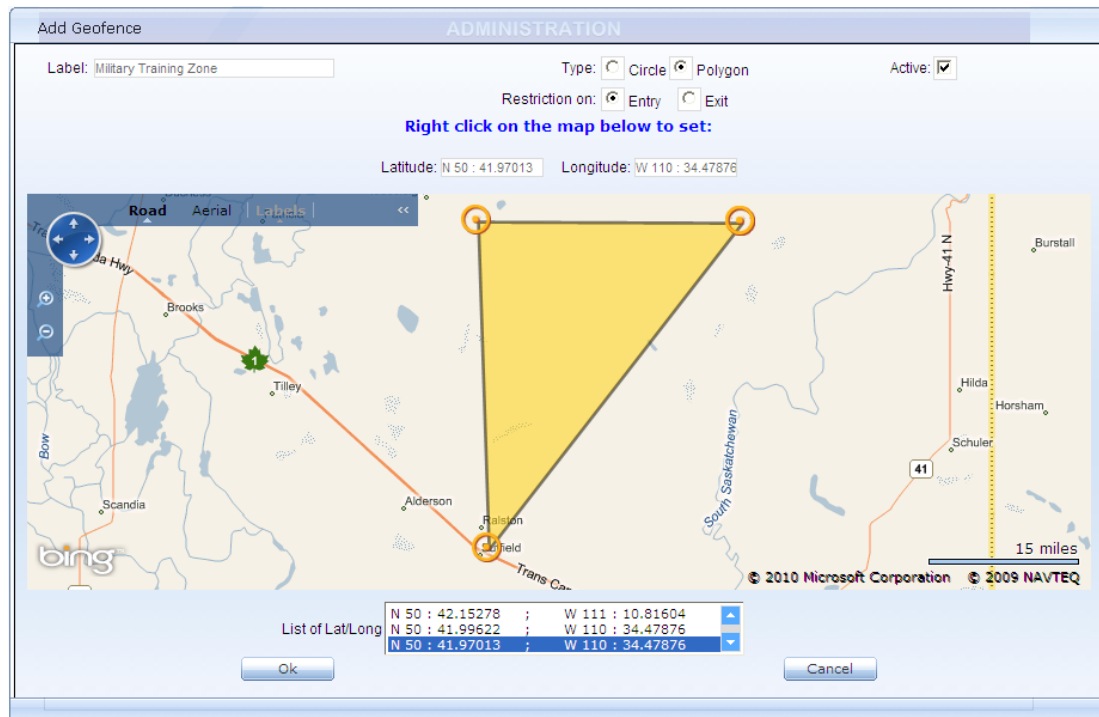 Add Geofence
ADMINISTRATION
Label: Military Training Zone
Type: Circle Polygon
Active:
Restriction on: Entry Exit
Right click on the map below to set:
Latitude: N 50 : 41.97013 Longitude: W 110 : 34.47876
Road Aerial Labels <<
da Hwy
Brooks
1
Tilley
Bow
Scandia
Alderson
Ralston
Suffield
Trans Ca
South Saskatchewan
Hwy-41 N
Burstall
Hilda
Horsham
Schuler
41
bing
15 miles
© 2010 Microsoft Corporation © 2009 NAVTEQ
List of Lat/Long
N 50 : 42.15278 ; W 111 : 10.81604
N 50 : 41.99622 ; W 110 : 34.47876
N 50 : 41.97013 ; W 110 : 34.47876
Ok
Cancel